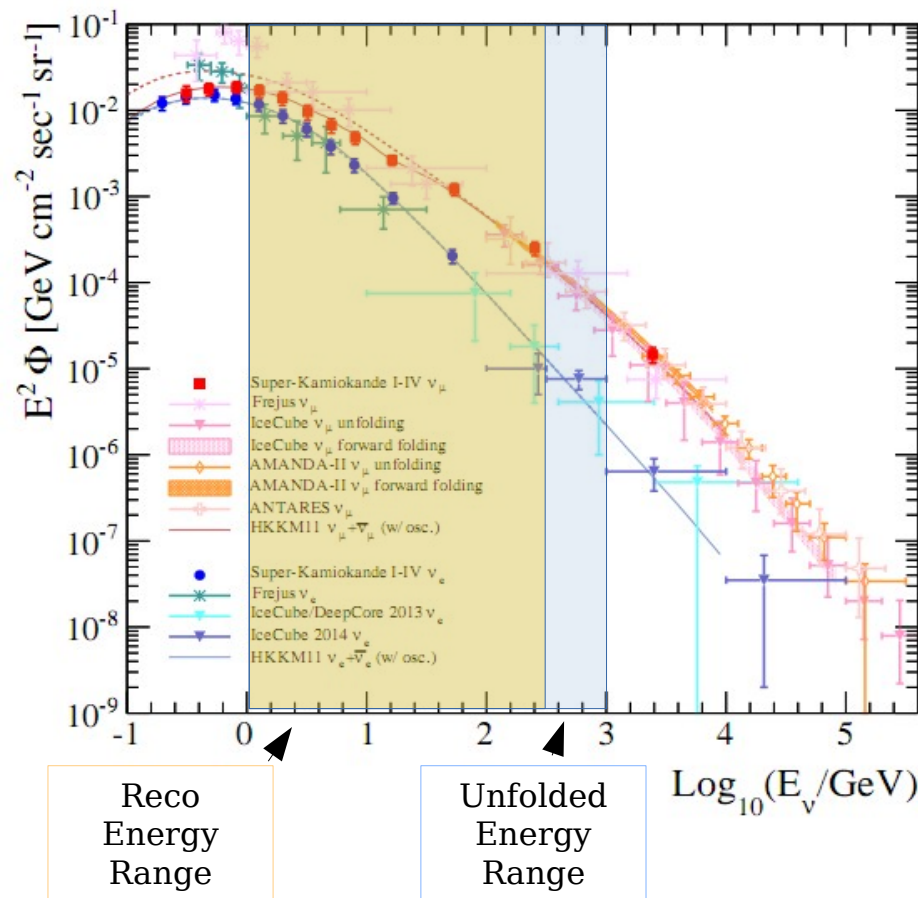 E² Φ [GeV cm⁻² sec⁻¹ sr⁻¹]
10⁻¹
10⁻²
10⁻³
10⁻⁴
10⁻⁵
10⁻⁶
10⁻⁷
10⁻⁸
10⁻⁹
Super-Kamiokande I-IV ν_μ
Frejus ν_μ
IceCube ν_μ unfolding
IceCube ν_μ forward folding
AMANDA-II ν_μ unfolding
AMANDA-II ν_μ forward folding
ANTARES ν_μ
HKKM11 ν_μ+ν̅_μ (w/ osc.)
Super-Kamiokande I-IV ν_e
Frejus ν_e
IceCube/DeepCore 2013 ν_e
IceCube 2014 ν_e
HKKM11 ν_e+ν̅_e (w/ osc.)
-1 0 1 2 3 4 5
Log₁₀(E_ν/GeV)
Reco
Energy
Range
Unfolded
Energy
Range